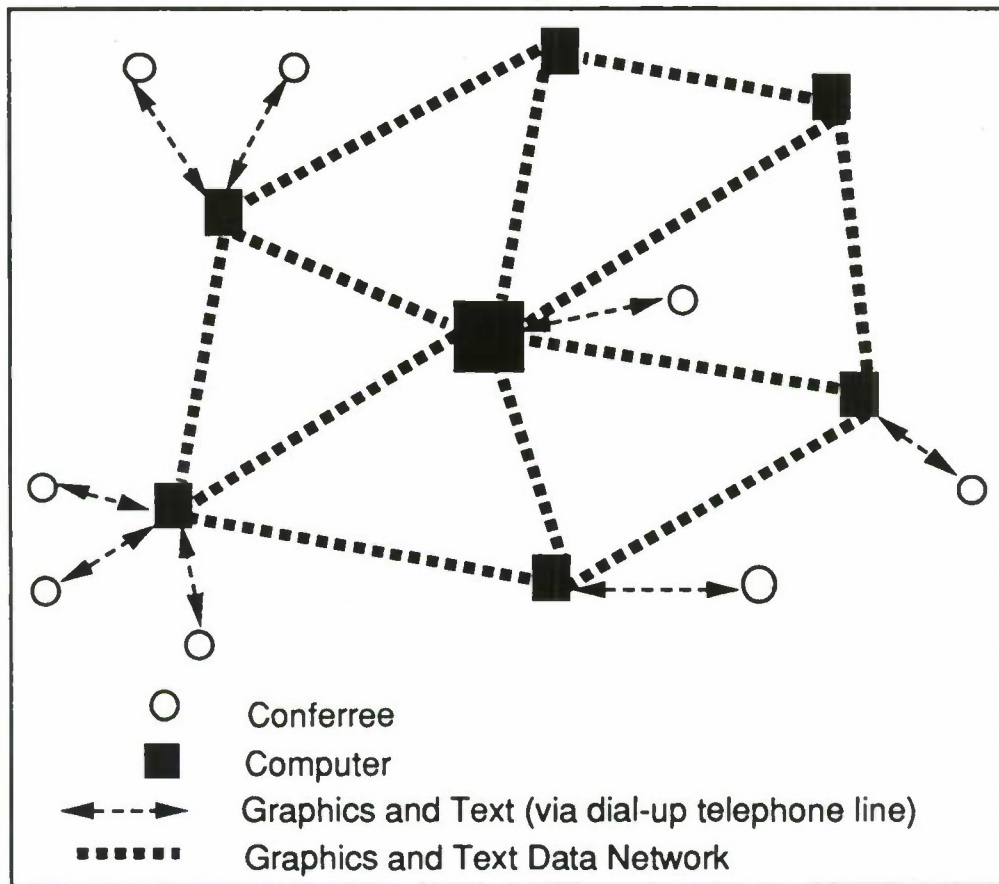 Conferree
Computer
Graphics and Text (via dial-up telephone line)
Graphics and Text Data Network